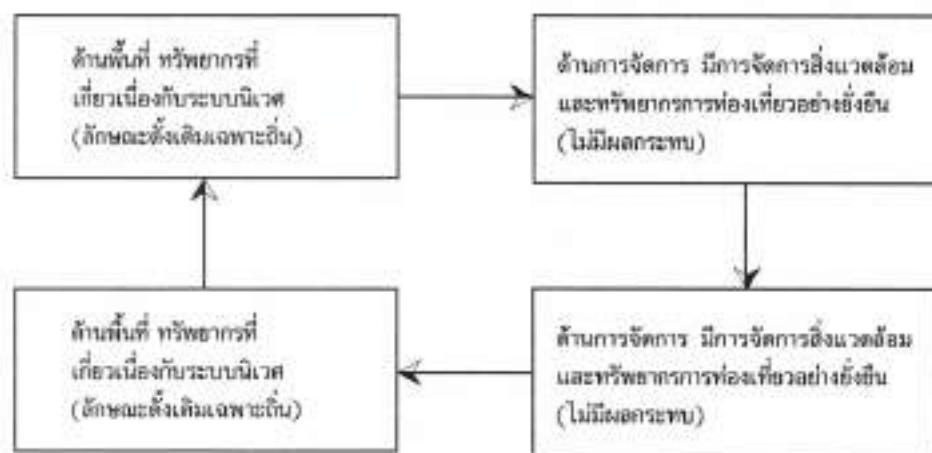 ด้านพื้นที่ ทรัพยากรที่
เกี่ยวเนื่องกับระบบนิเวศ
(ลักษณะดั้งเดิมเฉพาะถิ่น)
ด้านการจัดการ มีการจัดการสิ่งแวดล้อม
และทรัพยากรการท่องเที่ยวอย่างยั่งยืน
(ไม่มีผลกระทบ)
ด้านพื้นที่ ทรัพยากรที่
เกี่ยวเนื่องกับระบบนิเวศ
(ลักษณะดั้งเดิมเฉพาะถิ่น)
ด้านการจัดการ มีการจัดการสิ่งแวดล้อม
และทรัพยากรการท่องเที่ยวอย่างยั่งยืน
(ไม่มีผลกระทบ)